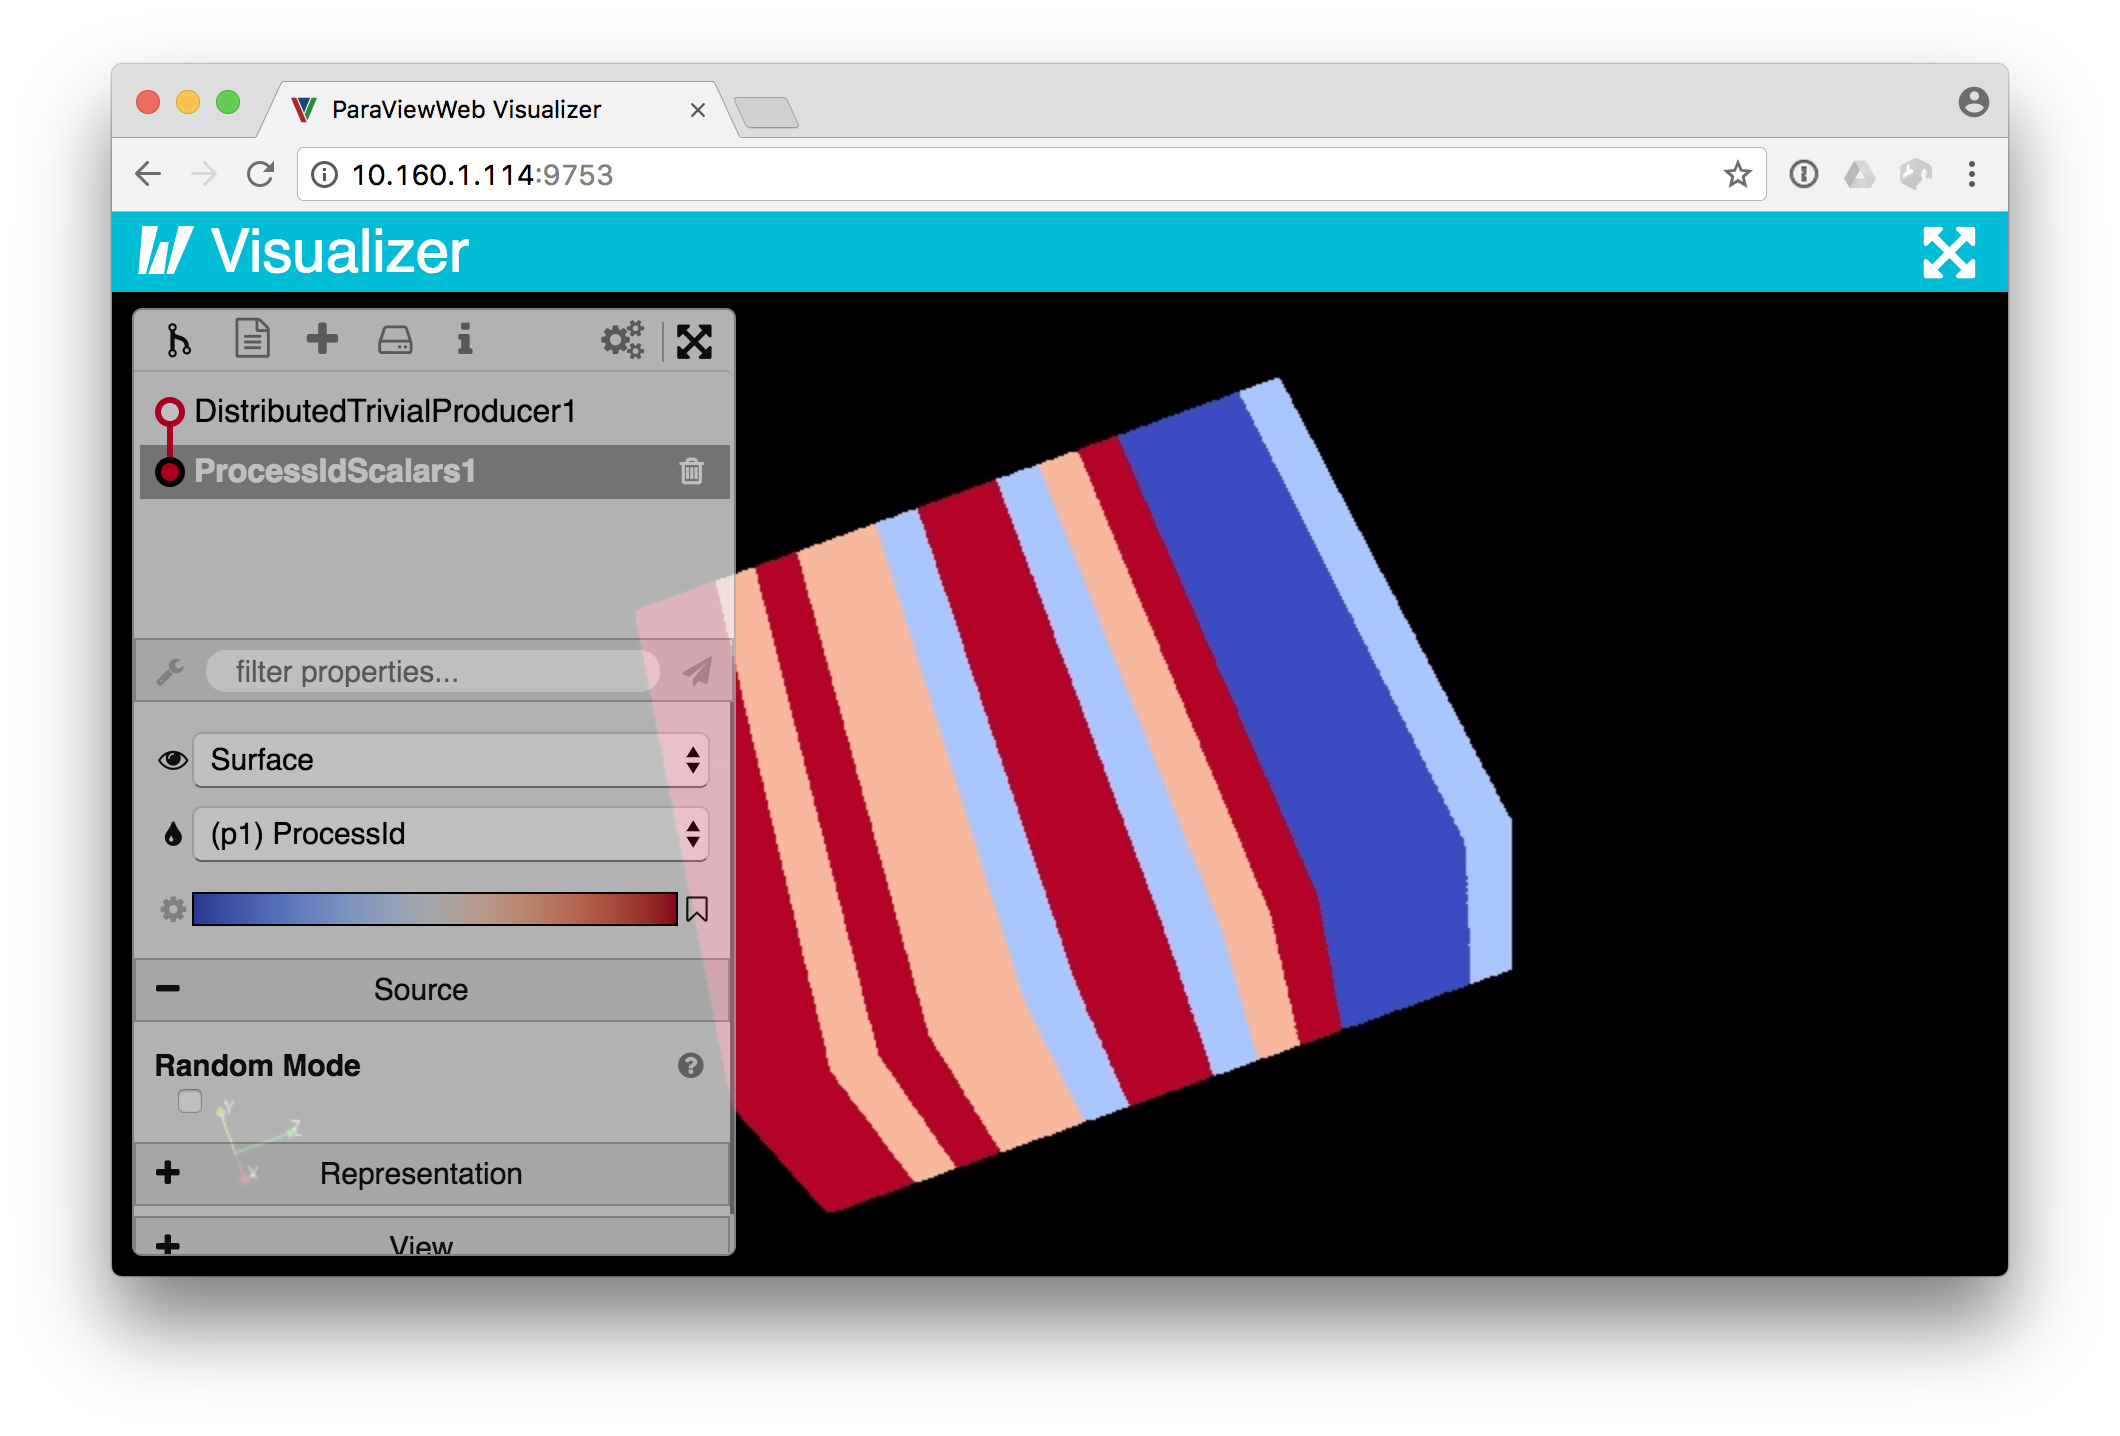 ParaViewWeb Visualizer
10.160.1.114:9753
Visualizer
DistributedTrivialProducer1
ProcessIdScalars1
filter properties...
Surface
(p1) ProcessId
Source
Random Mode
Y
Z
X
Representation
View